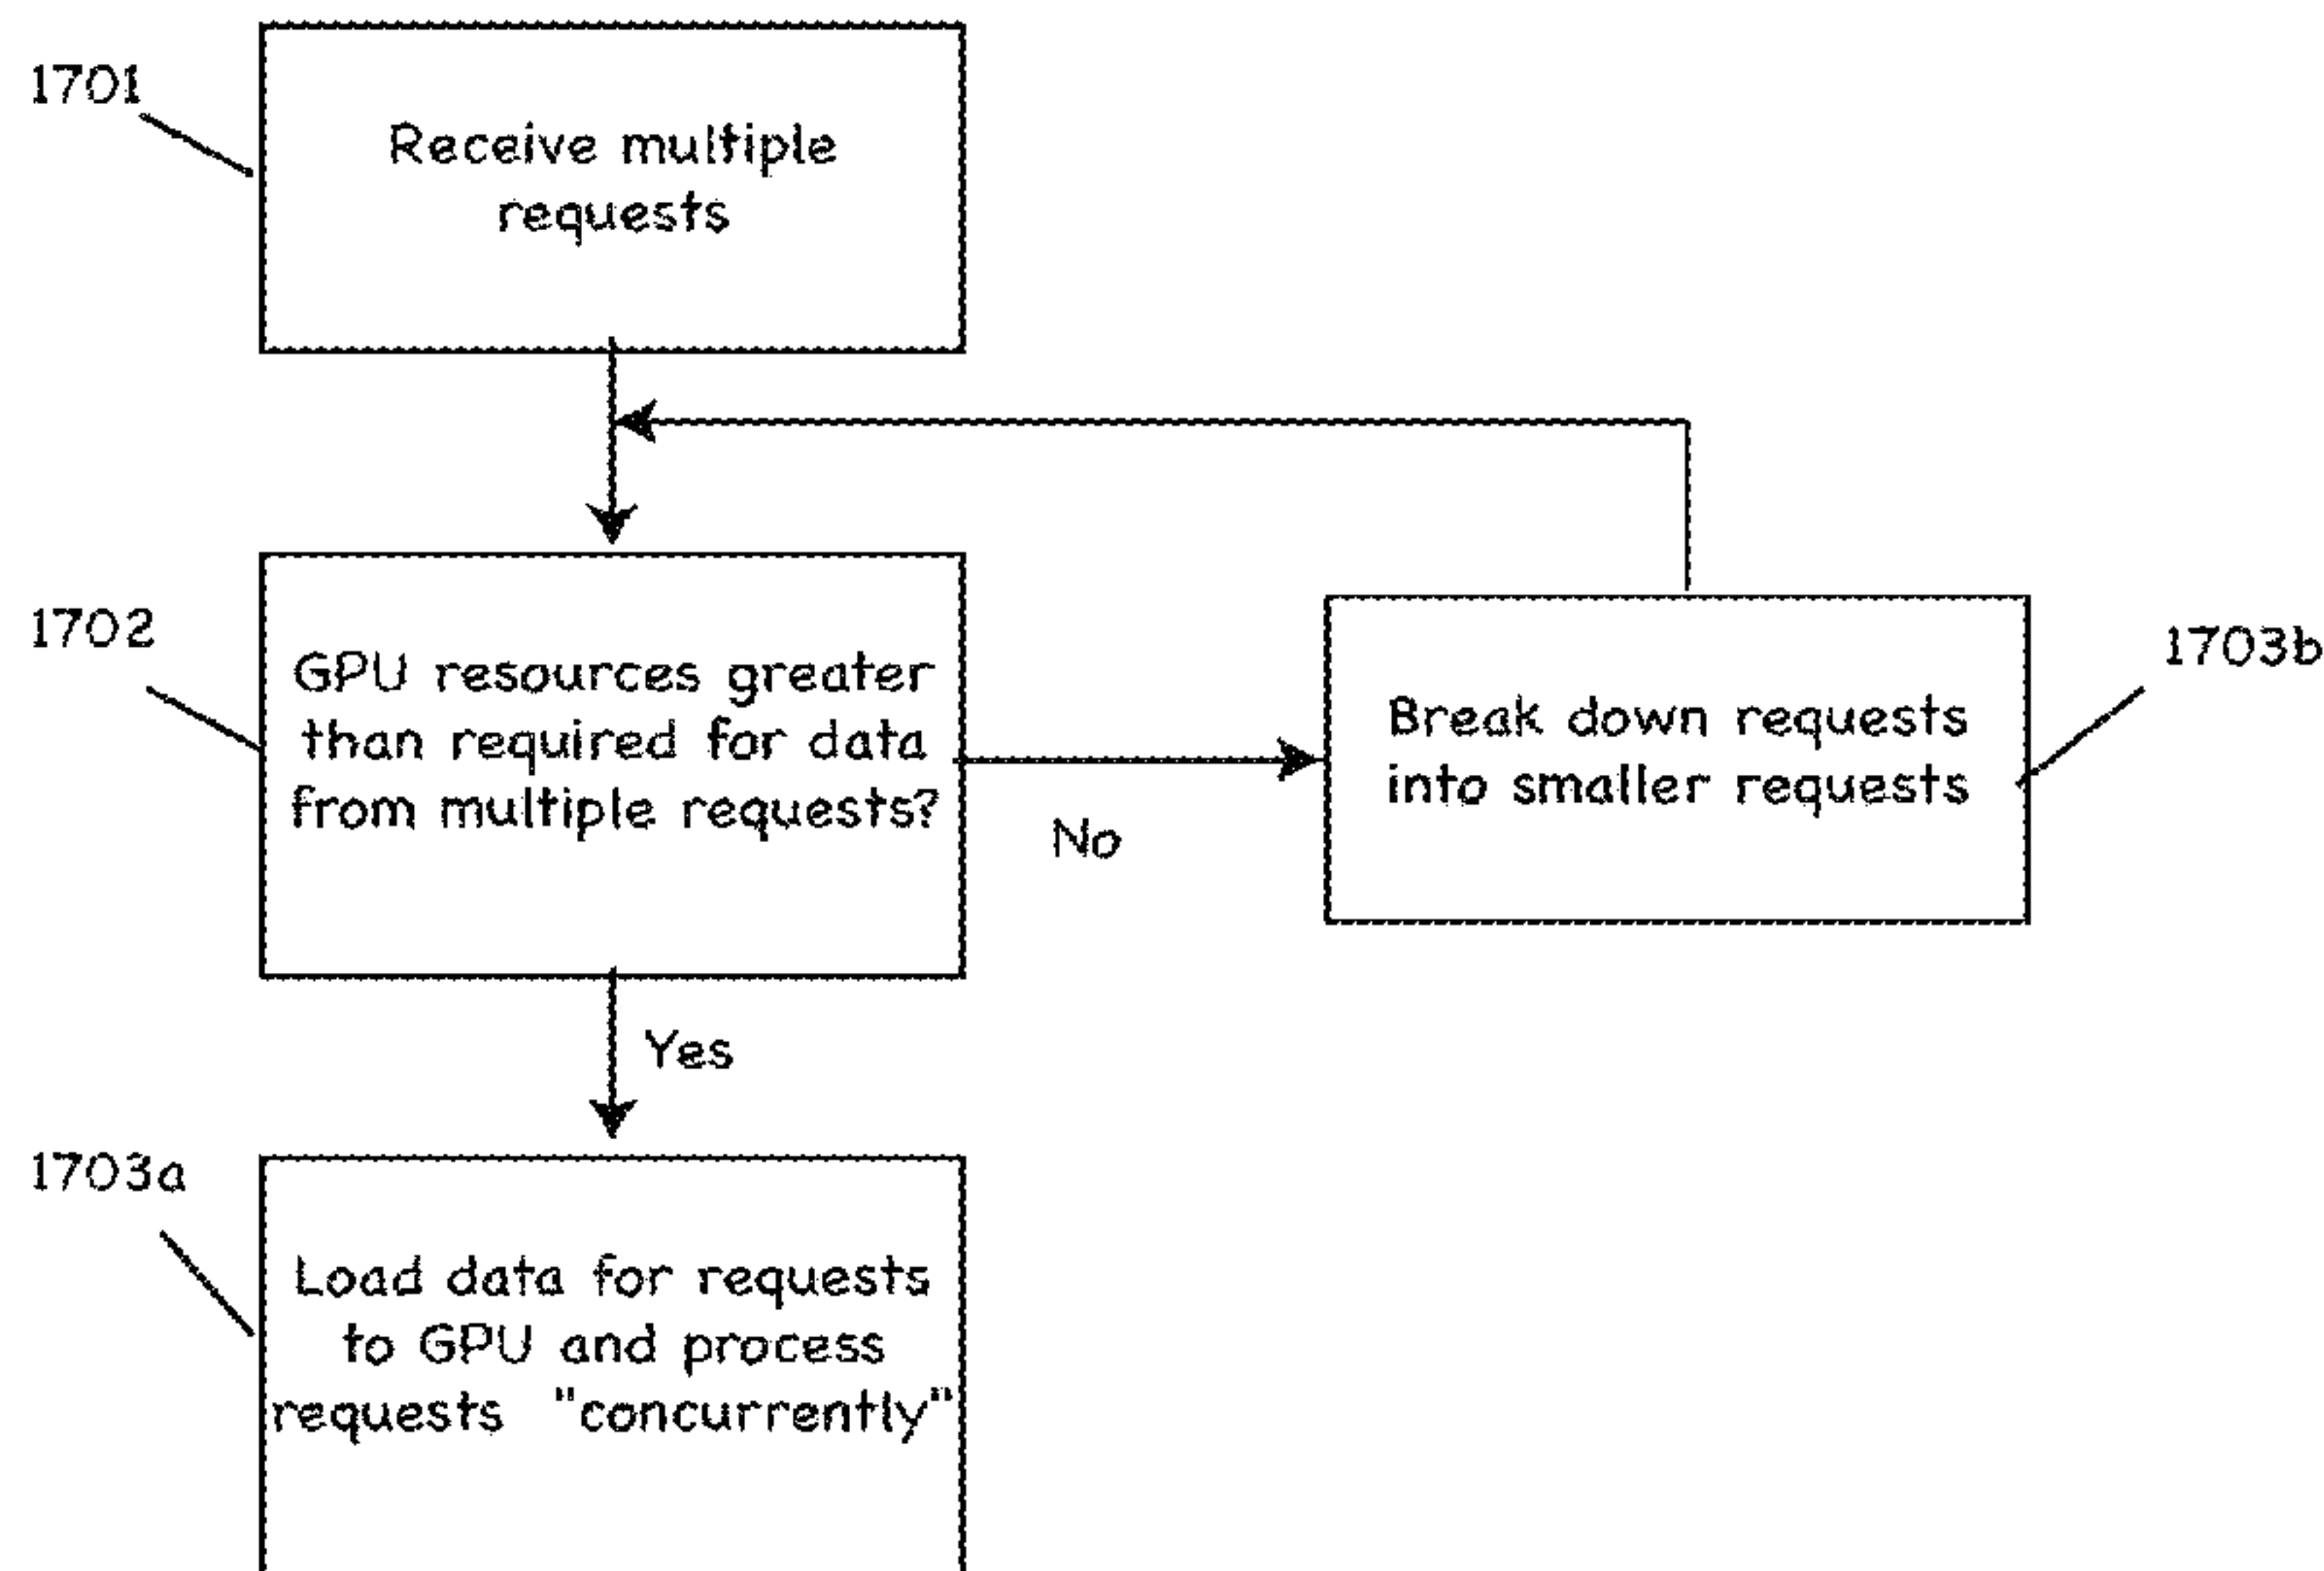 1701
Receive multiple
requests
1702
GPU resources greater
than required for data
from multiple requests?
No
Break down requests
into smaller requests
1703b
Yes
1703a
Load data for requests
to GPU and process
requests "concurrently"